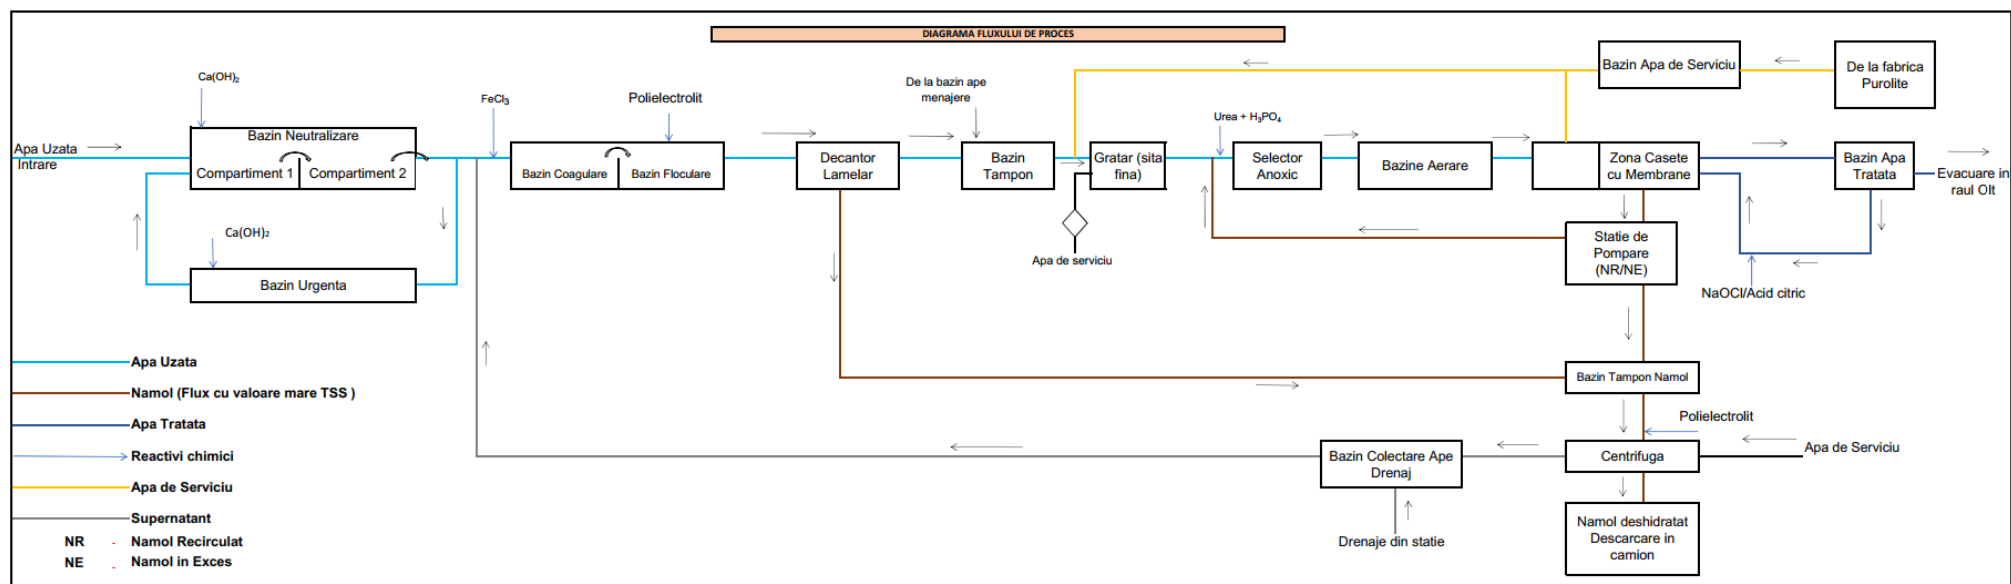 DIAGRAMA FLUXULUI DE PROCES
Ca(OH)₂
FeCl₃
Polielectrolit
De la bazin ape
menajere
Bazin Apa de Serviciu
De la fabrica
Purolite
Urea + H₃PO₄
Apa Uzata
Intrare
Bazin Neutralizare
Compartiment 1
Compartiment 2
Bazin Coagulare
Bazin Floculare
Decantor
Lamelar
Bazin
Tampon
Gratar (sita
fina)
Selector
Anoxic
Bazine Aerare
Zona Casete
cu Membrane
Bazin Apa
Tratata
Evacuare in
raul Olt
Ca(OH)₂
Bazin Urgenta
Apa de serviciu
Statie de
Pompare
(NR/NE)
NaOCl/Acid citric
Bazin Tampon Namol
Polielectrolit
Bazin Colectare Ape
Drenaj
Centrifuga
Apa de Serviciu
Drenaje din statie
Namol deshidratat
Descarcare in
camion
Apa Uzata
Namol (Flux cu valoare mare TSS )
Apa Tratata
Reactivi chimici
Apa de Serviciu
Supernatant
NR - Namol Recirculat
NE - Namol in Exces